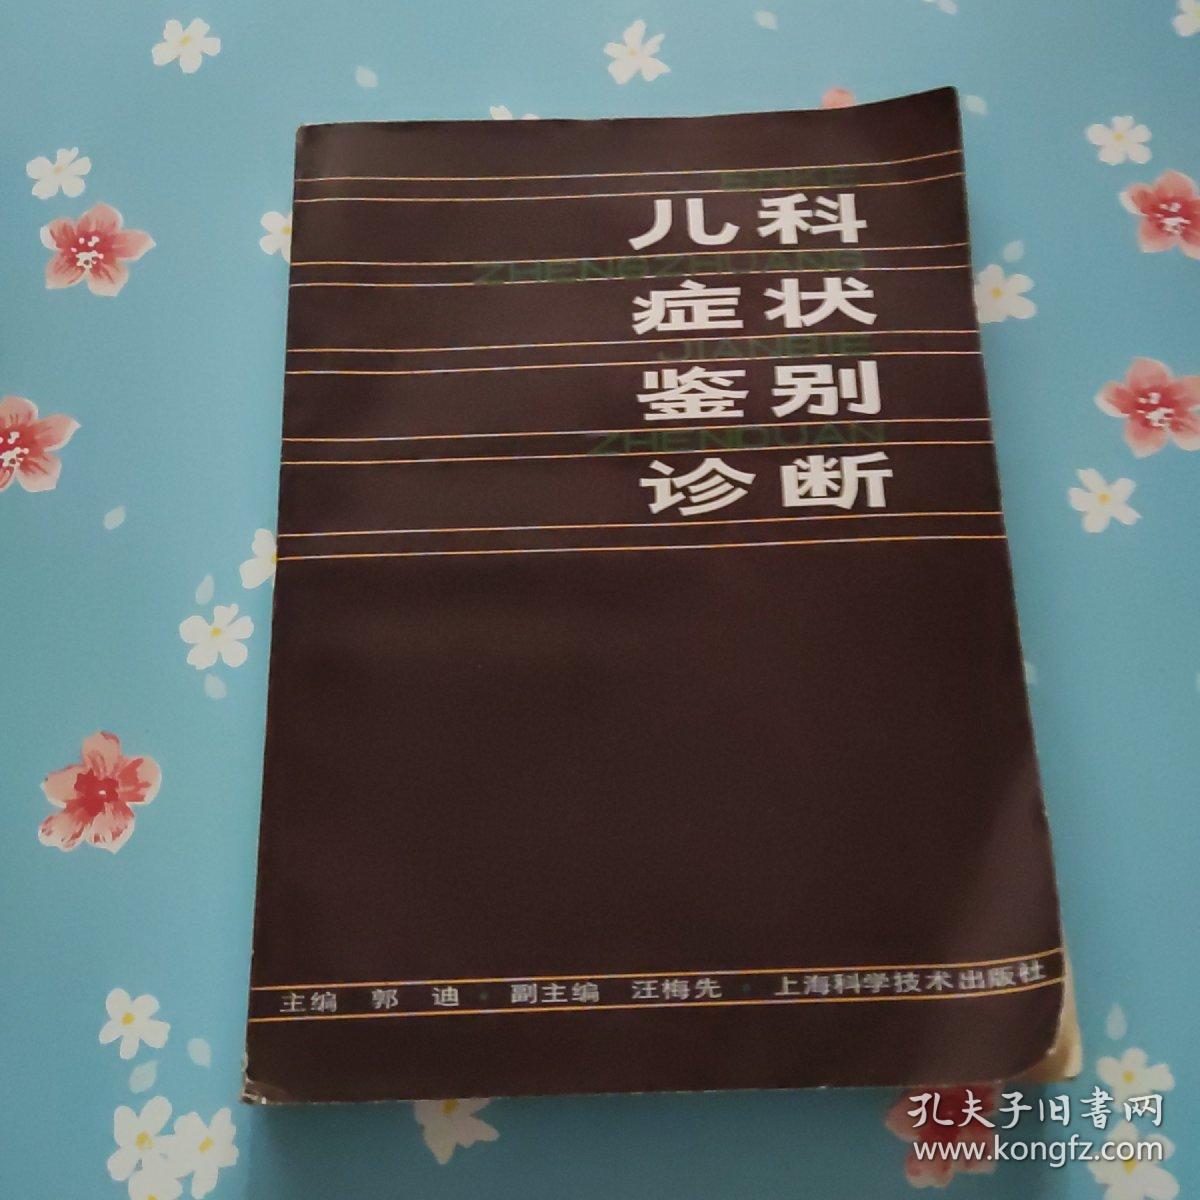 ERKE
儿科
ZHENGZHUANG
症状
JIANBIE
鉴别
ZHENDUAN
诊断
主编 郭 迪 · 副主编 汪梅先 · 上海科学技术出版社
孔夫子旧書网
www.kongfz.com